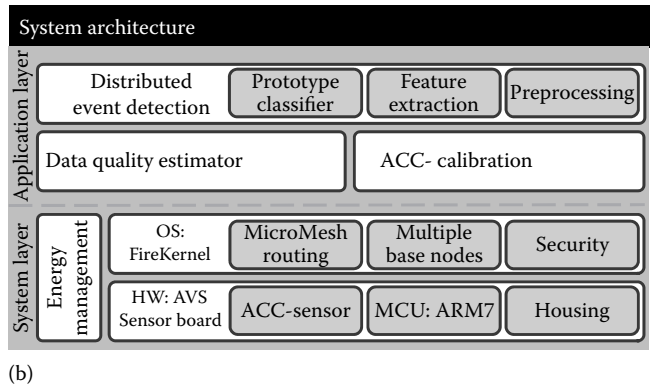 System architecture
Application layer
Distributed
event detection
Prototype
classifier
Feature
extraction
Preprocessing
Data quality estimator
ACC- calibration
System layer
Energy
management
OS:
FireKernel
MicroMesh
routing
Multiple
base nodes
Security
HW: AVS
Sensor board
ACC-sensor
MCU: ARM7
Housing
(b)